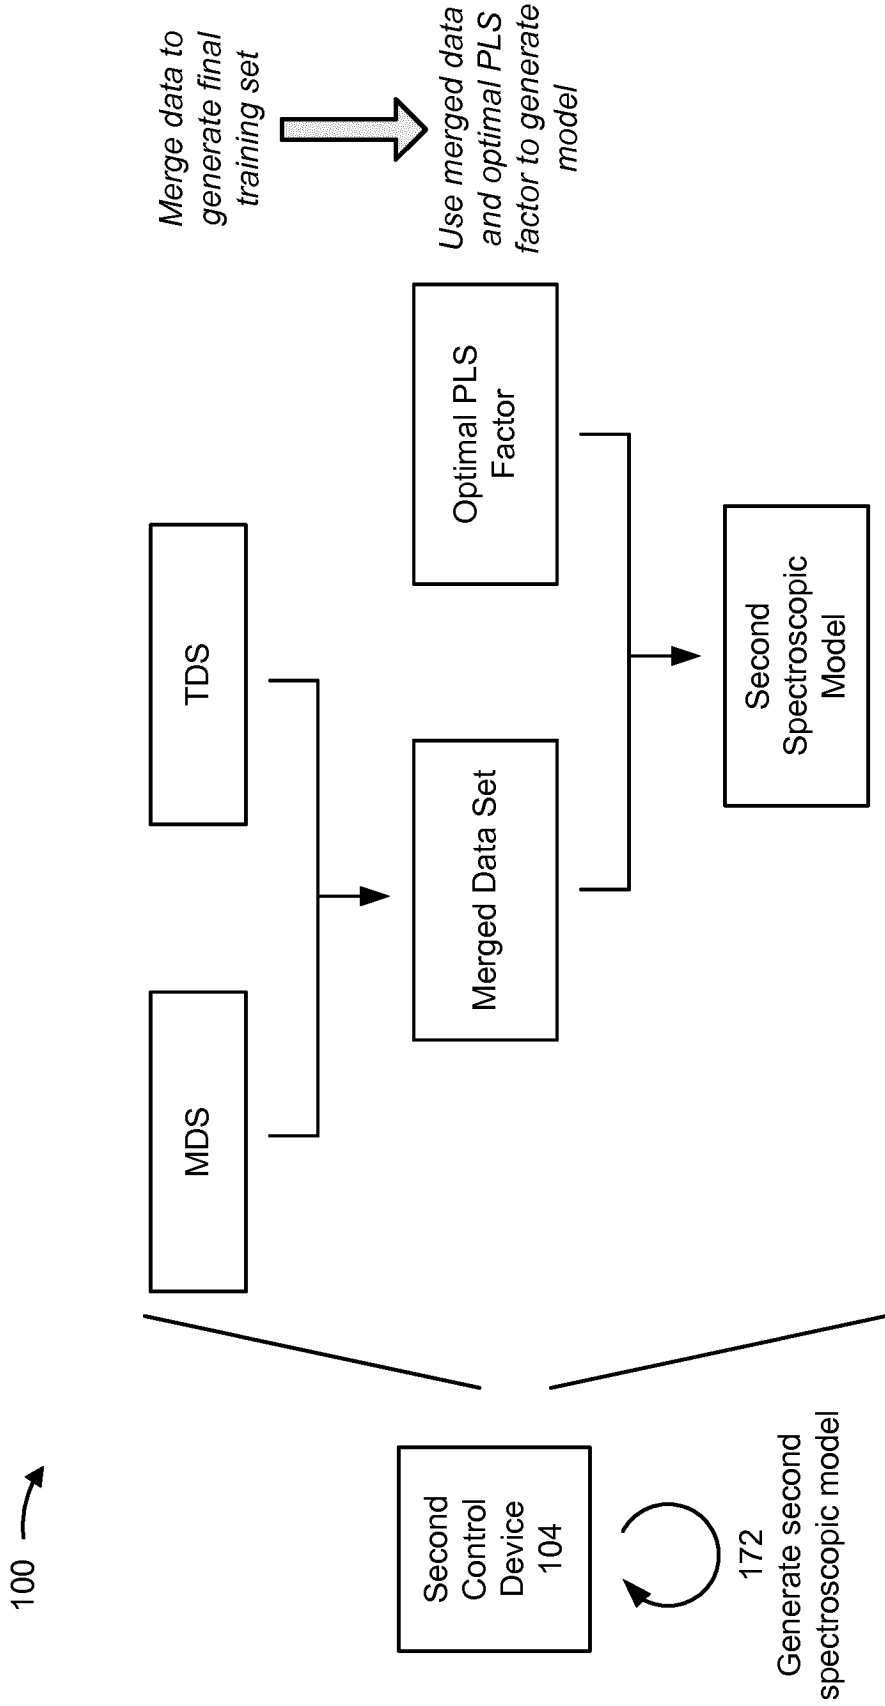 100
Second
Control
Device
104
172
Generate second
spectroscopic model
MDS
TDS
Merge data to
generate final
training set
Merged Data Set
Optimal PLS
Factor
Use merged data
and optimal PLS
factor to generate
model
Second
Spectroscopic
Model